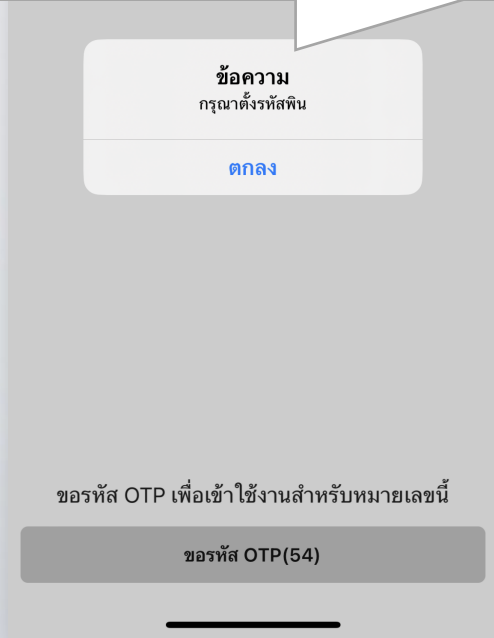 ข้อความ
กรุณาตั้งรหัสพิน
ตกลง
ขอรหัส OTP เพื่อเข้าใช้งานสำหรับหมายเลขนี้
ขอรหัส OTP(54)